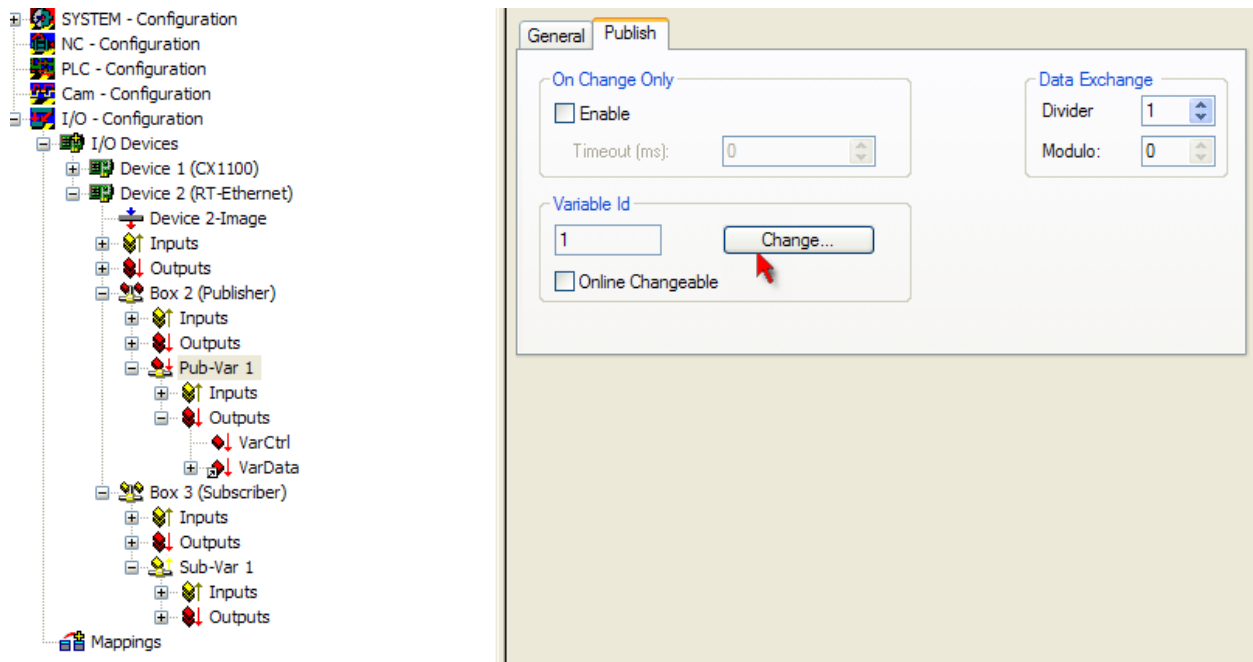 SYSTEM - Configuration
NC - Configuration
PLC - Configuration
Cam - Configuration
I/O - Configuration
I/O Devices
Device 1 (CX1100)
Device 2 (RT-Ethernet)
Device 2-Image
Inputs
Outputs
Box 2 (Publisher)
Inputs
Outputs
Pub-Var 1
Inputs
Outputs
VarCtrl
VarData
Box 3 (Subscriber)
Inputs
Outputs
Sub-Var 1
Inputs
Outputs
Mappings
General Publish
On Change Only
Enable
Timeout (ms): 0
Variable Id
1 Change...
Online Changeable
Data Exchange
Divider 1
Modulo: 0